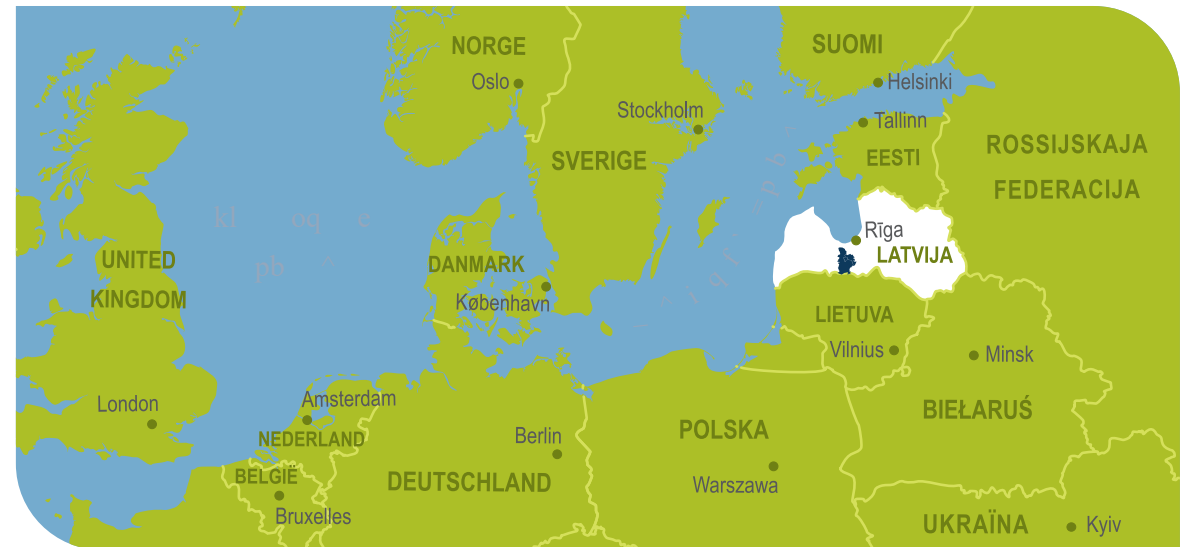 NORGE
SUOMI
Oslo
Helsinki
Stockholm
Tallinn
ROSSIJSKAJA
FEDERACIJA
SVERIGE
EESTI
Rīga
LATVIJA
UNITED
KINGDOM
DANMARK
København
LIETUVA
Vilnius
Minsk
London
Amsterdam
NEDERLAND
BIEŁARUŚ
POLSKA
Berlin
BELGIË
Bruxelles
DEUTSCHLAND
Warszawa
UKRAÏNA
Kyiv